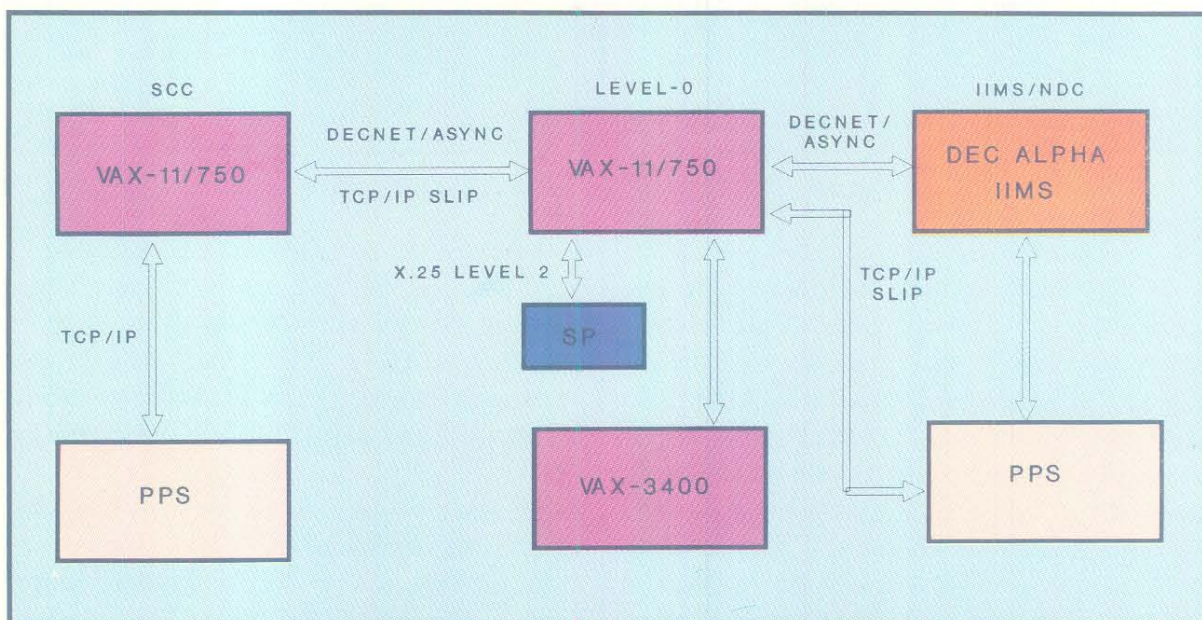 SCC
LEVEL-0
IIMS/NDC
VAX-11/750
DECNET/ASYNC
TCP/IP SLIP
VAX-11/750
DECNET/
ASYNC
DEC ALPHA
IIMS
X.25 LEVEL 2
SP
TCP/IP
TCP/IP
SLIP
PPS
VAX-3400
PPS